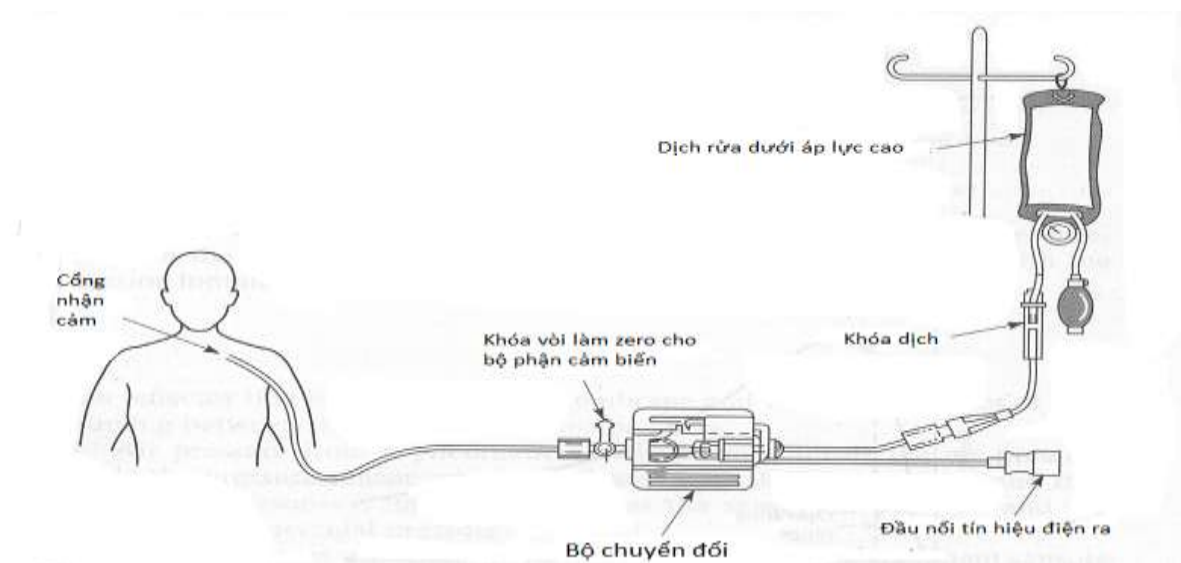 Dịch rửa dưới áp lực cao
Cổng
nhận
cảm
Khóa vòi làm zero cho
bộ phận cảm biến
Khóa dịch
Đầu nối tín hiệu điện ra
Bộ chuyển đổi